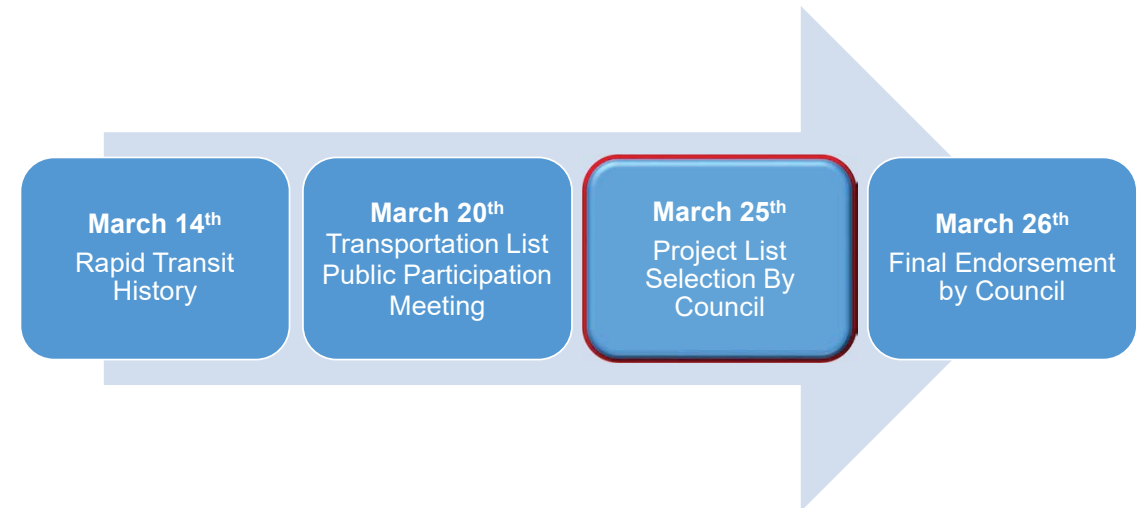 March 14th
Rapid Transit
History
March 20th
Transportation List
Public Participation
Meeting
March 25th
Project List
Selection By
Council
March 26th
Final Endorsement
by Council